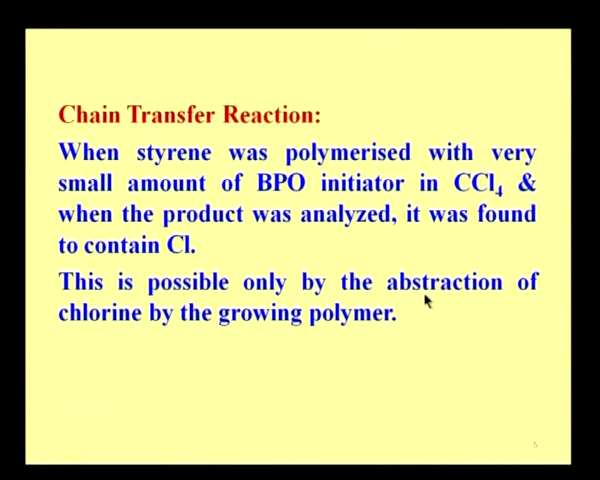 Chain Transfer Reaction:
When styrene was polymerised with very
small amount of BPO initiator in CCl₄ &
when the product was analyzed, it was found
to contain Cl.
This is possible only by the abstraction of
chlorine by the growing polymer.
5